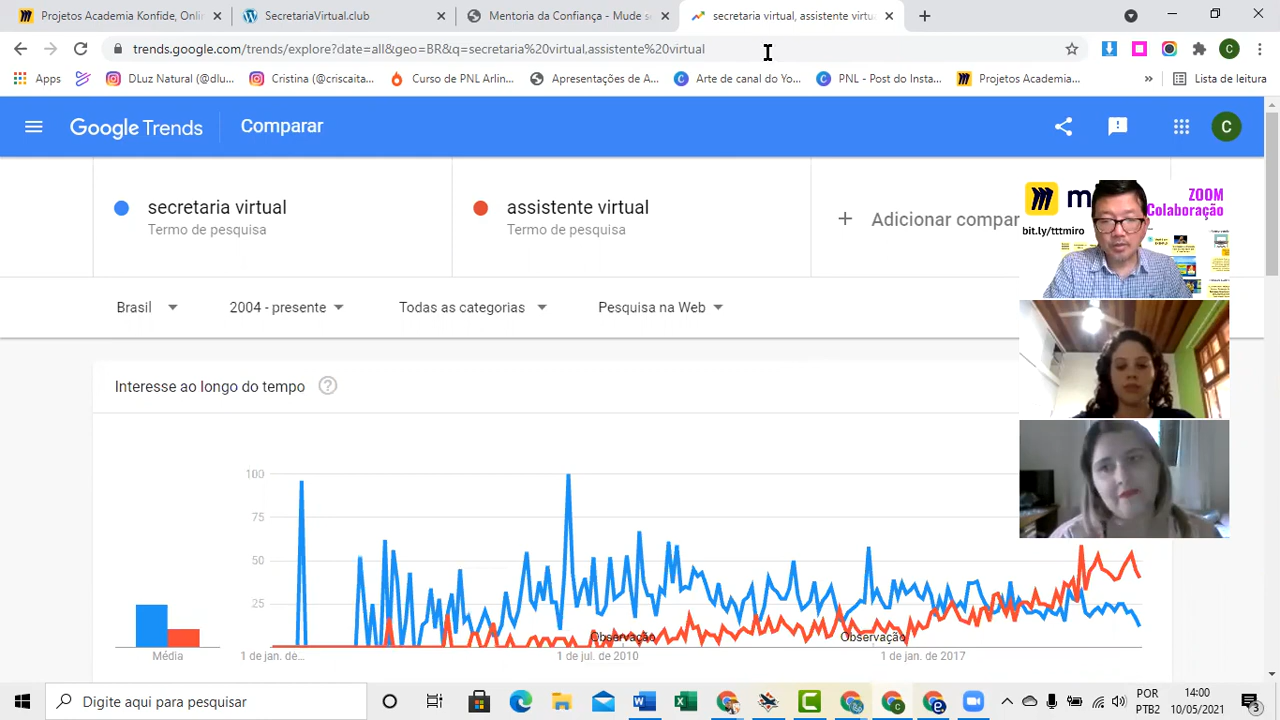 Projetos Academia Konfide, Onlin
SecretariaVirtual.club
Mentoria da Confiança - Mude s
secretaria virtual, assistente virtu
trends.google.com/trends/explore?date=all&geo=BR&q=secretaria%20virtual,assistente%20virtual
Apps
DLuz Natural (@dlu...
Cristina (@criscaita...
Curso de PNL Arlin...
Apresentações de A...
Arte de canal do Yo...
PNL - Post do Insta...
Projetos Academia...
»
Lista de leitura
Google Trends
Comparar
C
secretaria virtual
Termo de pesquisa
assistente virtual
Termo de pesquisa
+ Adicionar compar
ZOOM
Colaboração
bit.ly/tttmiro
Brasil
2004 - presente
Todas as categorias
Pesquisa na Web
Interesse ao longo do tempo
100
75
50
25
Observação
Observação
Média
1 de jan. de...
1 de jul. de 2010
1 de jan. de 2017
Digite aqui para pesquisar
POR
PTB2
14:00
10/05/2021
3